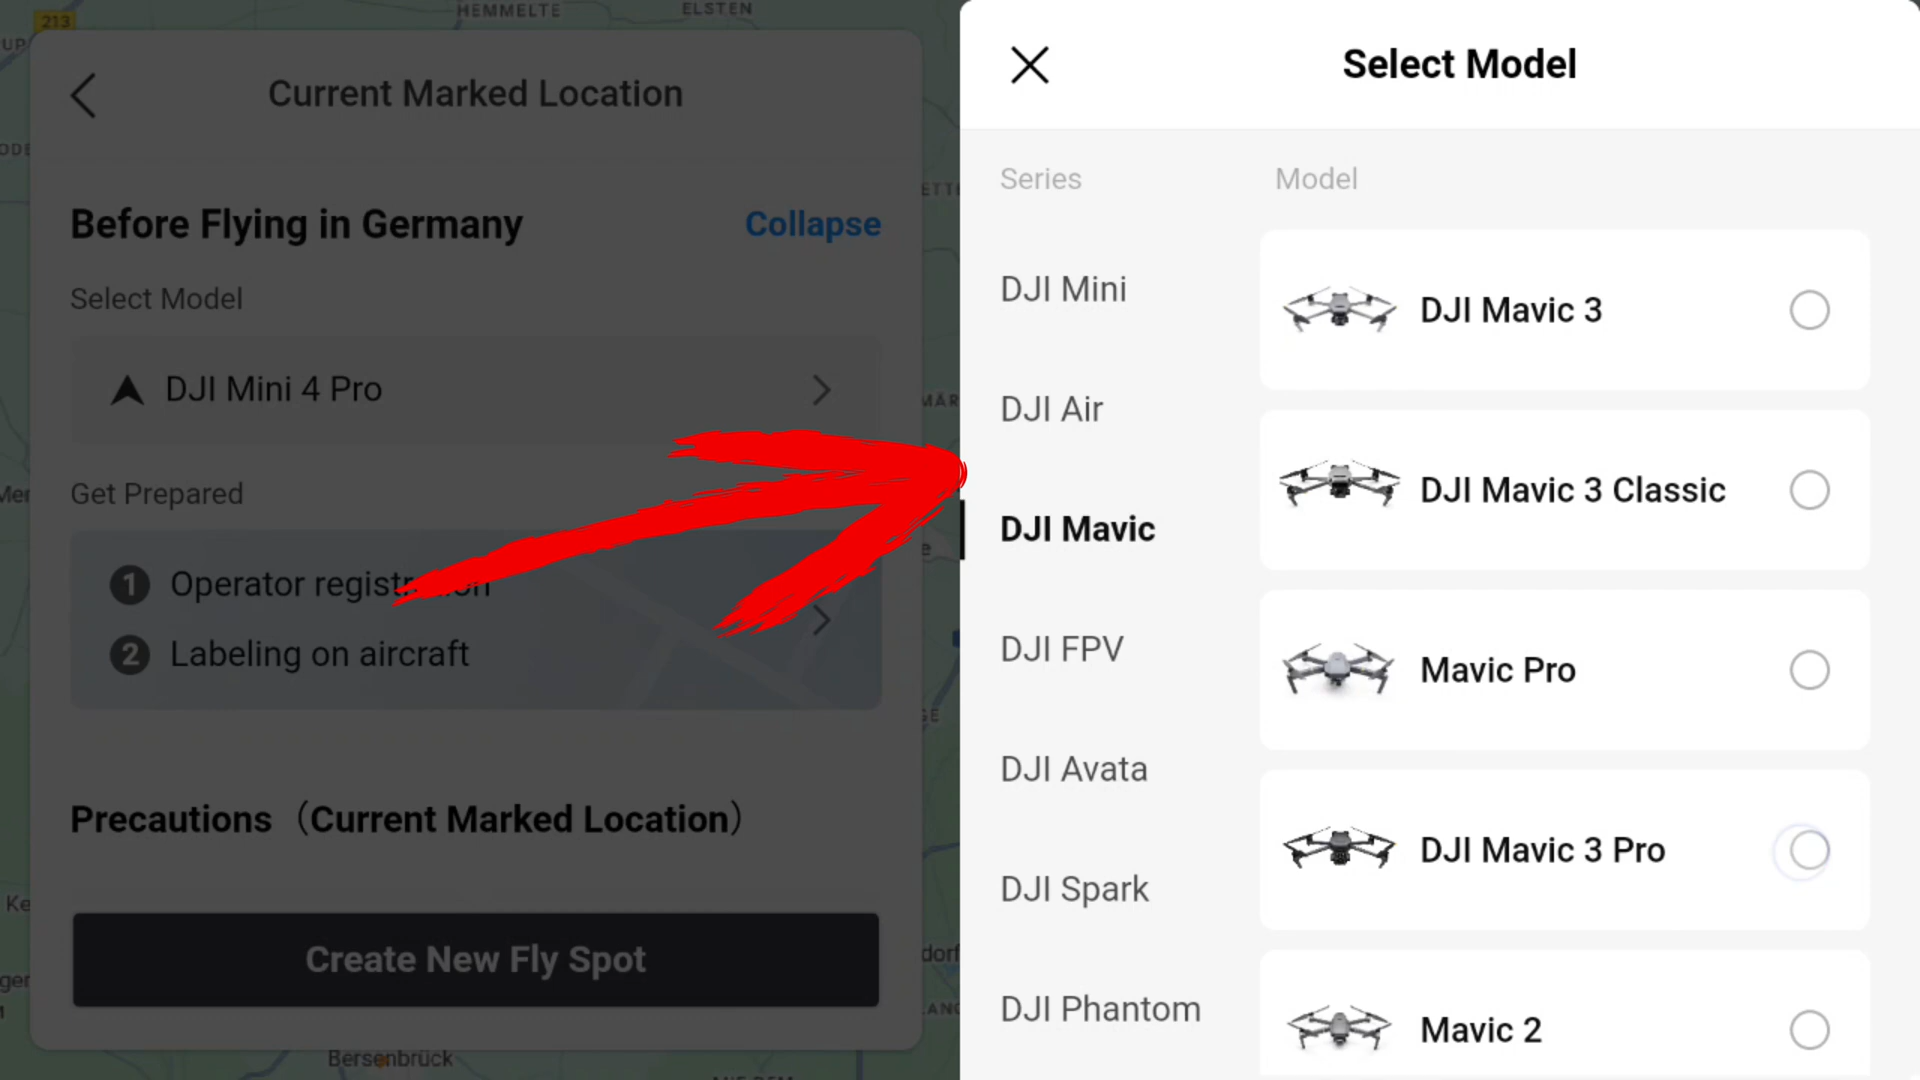 213
HEMMELTE
ELSTEN
Current Marked Location
Before Flying in Germany
Collapse
Select Model
DJI Mini 4 Pro
Get Prepared
1 Operator registr
2 Labeling on aircraft
Precautions（Current Marked Location）
Create New Fly Spot
Bersenbrück
Select Model
Series
Model
DJI Mini
DJI Air
DJI Mavic
DJI FPV
DJI Avata
DJI Spark
DJI Phantom
DJI Mavic 3
DJI Mavic 3 Classic
Mavic Pro
DJI Mavic 3 Pro
Mavic 2